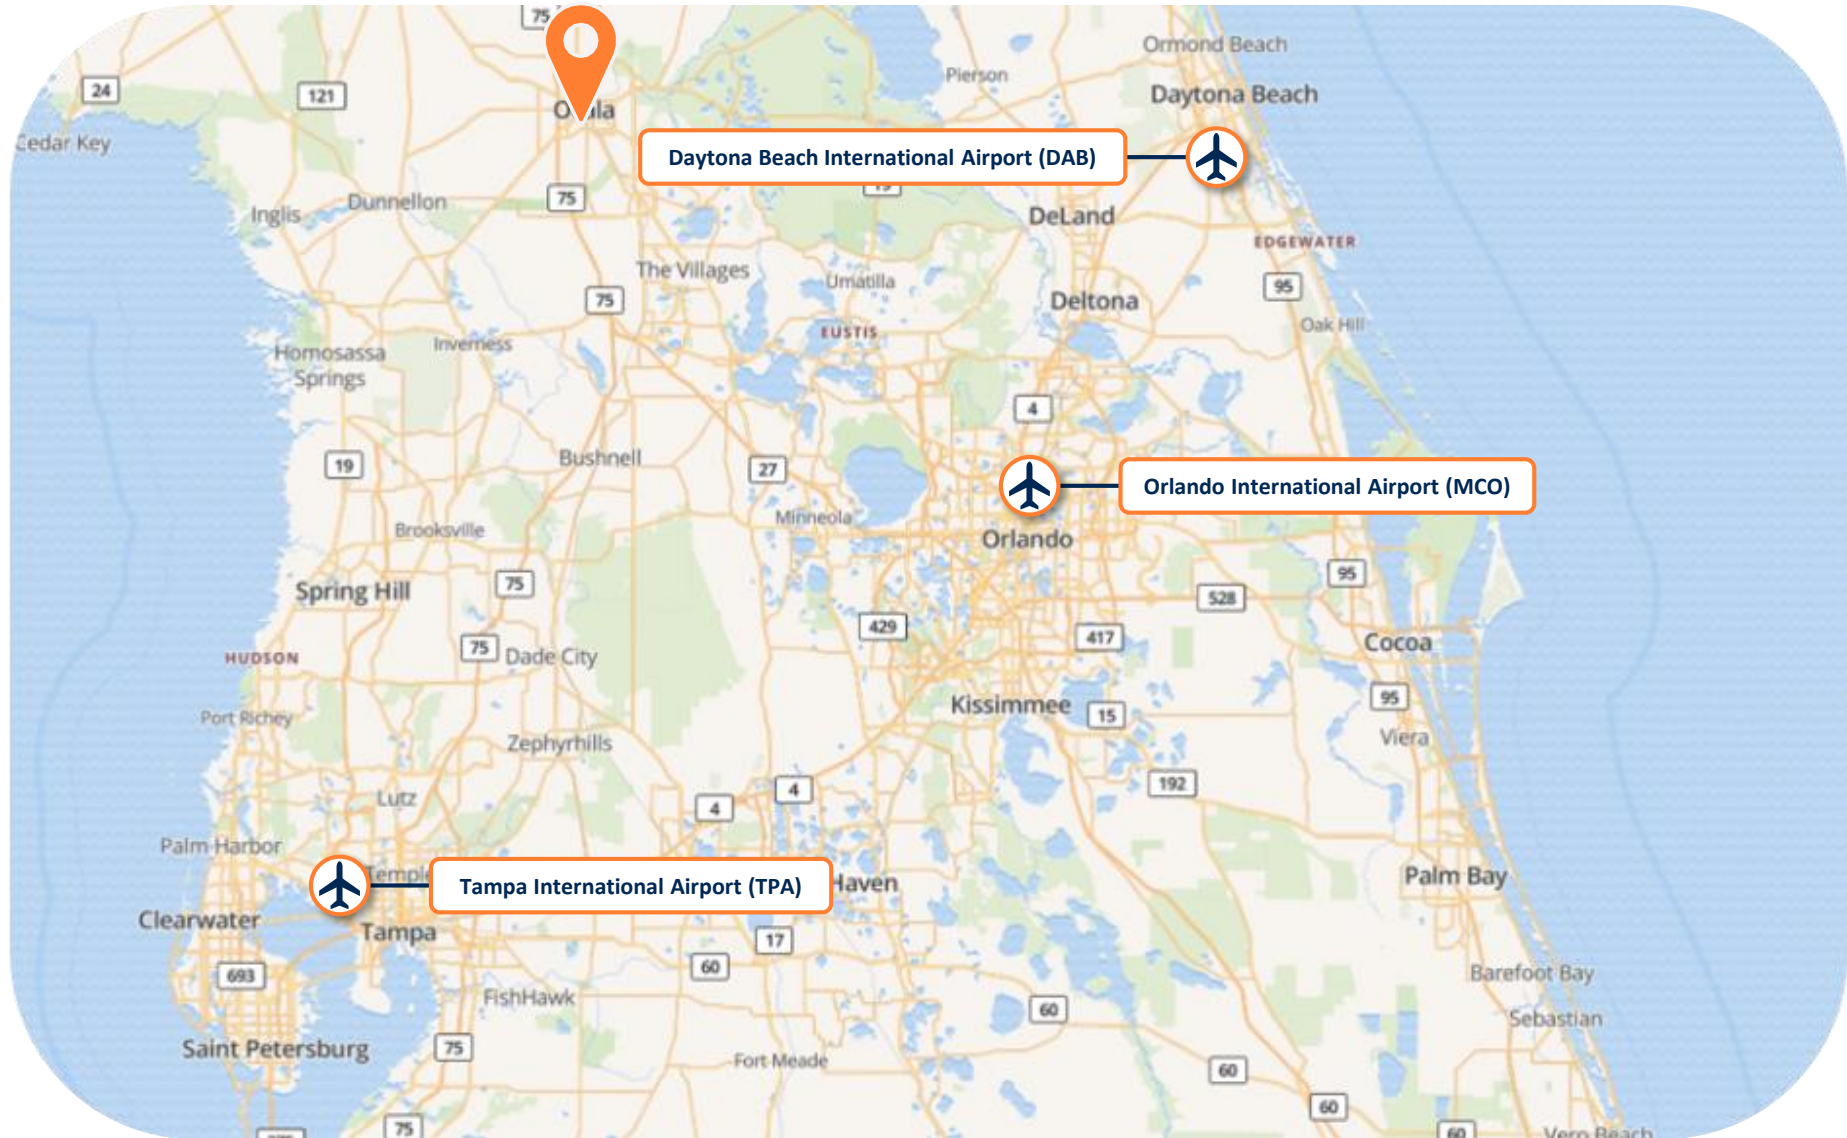 75
Ormond Beach
Pierson
24
121
Daytona Beach
Cedar Key
Daytona Beach International Airport (DAB)
75
Dunnellon
Inglis
DeLand
EDGEWATER
The Villages
Umatilla
95
75
Deltona
Oak Hill
EUSTIS
Inverness
Homosassa
Springs
4
19
Bushnell
27
Orlando International Airport (MCO)
Minneola
Brooksville
Orlando
95
75
Spring Hill
528
429
417
Cocoa
75
Dade City
HUDSON
95
Kissimmee
15
Port Richey
Viera
Zephyrhills
192
4
4
Lutz
Palm Harbor
Temple
Tampa International Airport (TPA)
Haven
Palm Bay
Clearwater
Tampa
17
60
693
Barefoot Bay
FishHawk
60
Sebastian
Saint Petersburg
75
Fort Meade
60
60
75
60
Vero Beach